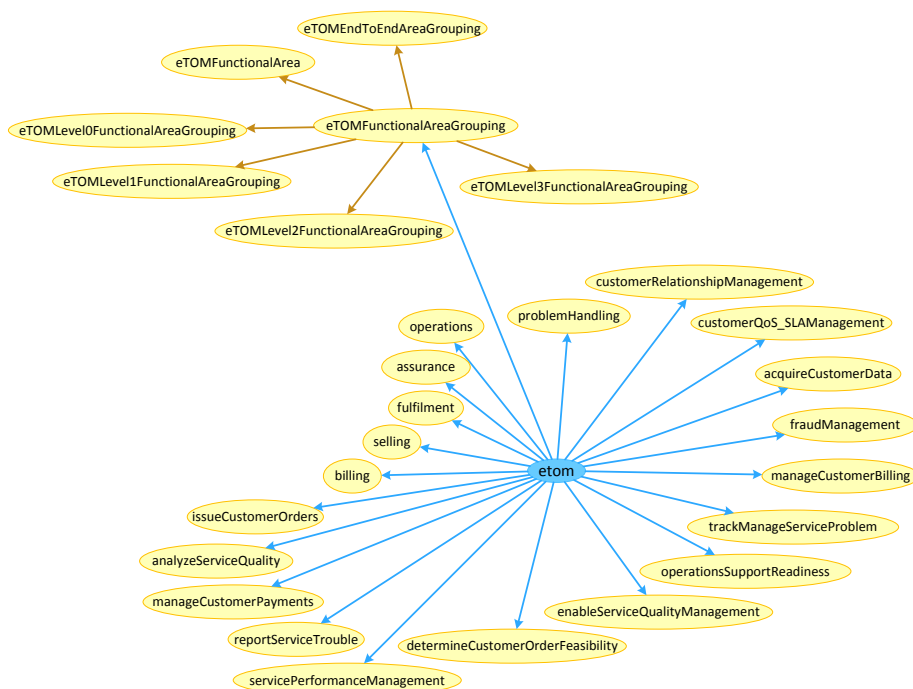 eTOMEndToEndAreaGrouping
eTOMFunctionalArea
eTOMFunctionalAreaGrouping
eTOMLevel0FunctionalAreaGrouping
eTOMLevel1FunctionalAreaGrouping
eTOMLevel3FunctionalAreaGrouping
eTOMLevel2FunctionalAreaGrouping
customerRelationshipManagement
problemHandling
operations
customerQoS_SLAManagement
assurance
acquireCustomerData
fulfilment
fraudManagement
selling
etom
billing
manageCustomerBilling
issueCustomerOrders
trackManageServiceProblem
analyzeServiceQuality
operationsSupportReadiness
manageCustomerPayments
enableServiceQualityManagement
reportServiceTrouble
determineCustomerOrderFeasibility
servicePerformanceManagement